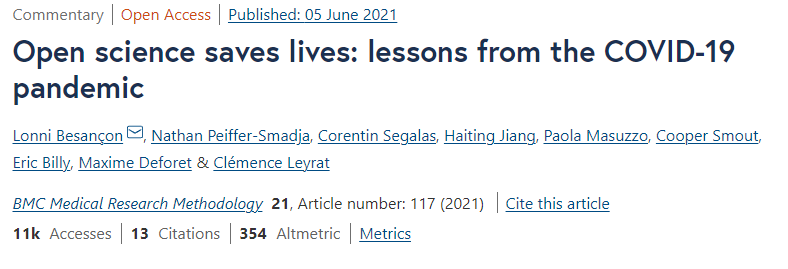 Commentary | Open Access | Published: 05 June 2021
Open science saves lives: lessons from the COVID-19
pandemic
Lonni Besançon, Nathan Peiffer-Smadja, Corentin Segalas, Haiting Jiang, Paola Masuzzo, Cooper Smout,
Eric Billy, Maxime Deforet & Clémence Leyrat
BMC Medical Research Methodology 21, Article number: 117 (2021) | Cite this article
11k Accesses | 13 Citations | 354 Altmetric | Metrics